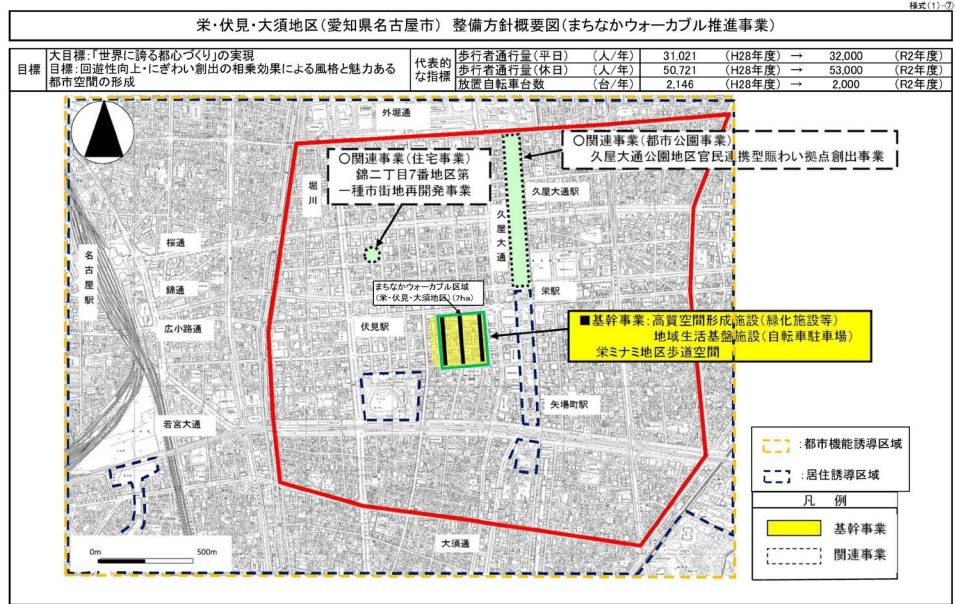 様式(1)-⑦
栄・伏見・大須地区(愛知県名古屋市) 整備方針概要図(まちなかウォーカブル推進事業)
目標
大目標:「世界に誇る都心づくり」の実現
目標:回遊性向上・にぎわい創出の相乗効果による風格と魅力ある
都市空間の形成
代表的
な指標
歩行者通行量(平日) (人/年) 31,021 (H28年度) → 32,000 (R2年度)
歩行者通行量(休日) (人/年) 50,721 (H28年度) → 53,000 (R2年度)
放置自転車台数 (台/年) 2,146 (H28年度) → 2,000 (R2年度)
外堀通
○関連事業(住宅事業)
錦二丁目7番地区第
一種市街地再開発事業
○関連事業(都市公園事業)
久屋大通公園地区官民連携型賑わい拠点創出事業
堀川
久屋大通駅
久屋大通
桜通
名古屋駅
錦通
栄駅
まちなかウォーカブル区域
(栄・伏見・大須地区)(7ha)
広小路通
伏見駅
■基幹事業:高質空間形成施設(緑化施設等)
地域生活基盤施設(自転車駐車場)
栄ミナミ地区歩道空間
矢場町駅
若宮大通
大須通
0m 500m
:都市機能誘導区域
:居住誘導区域
凡 例
基幹事業
関連事業